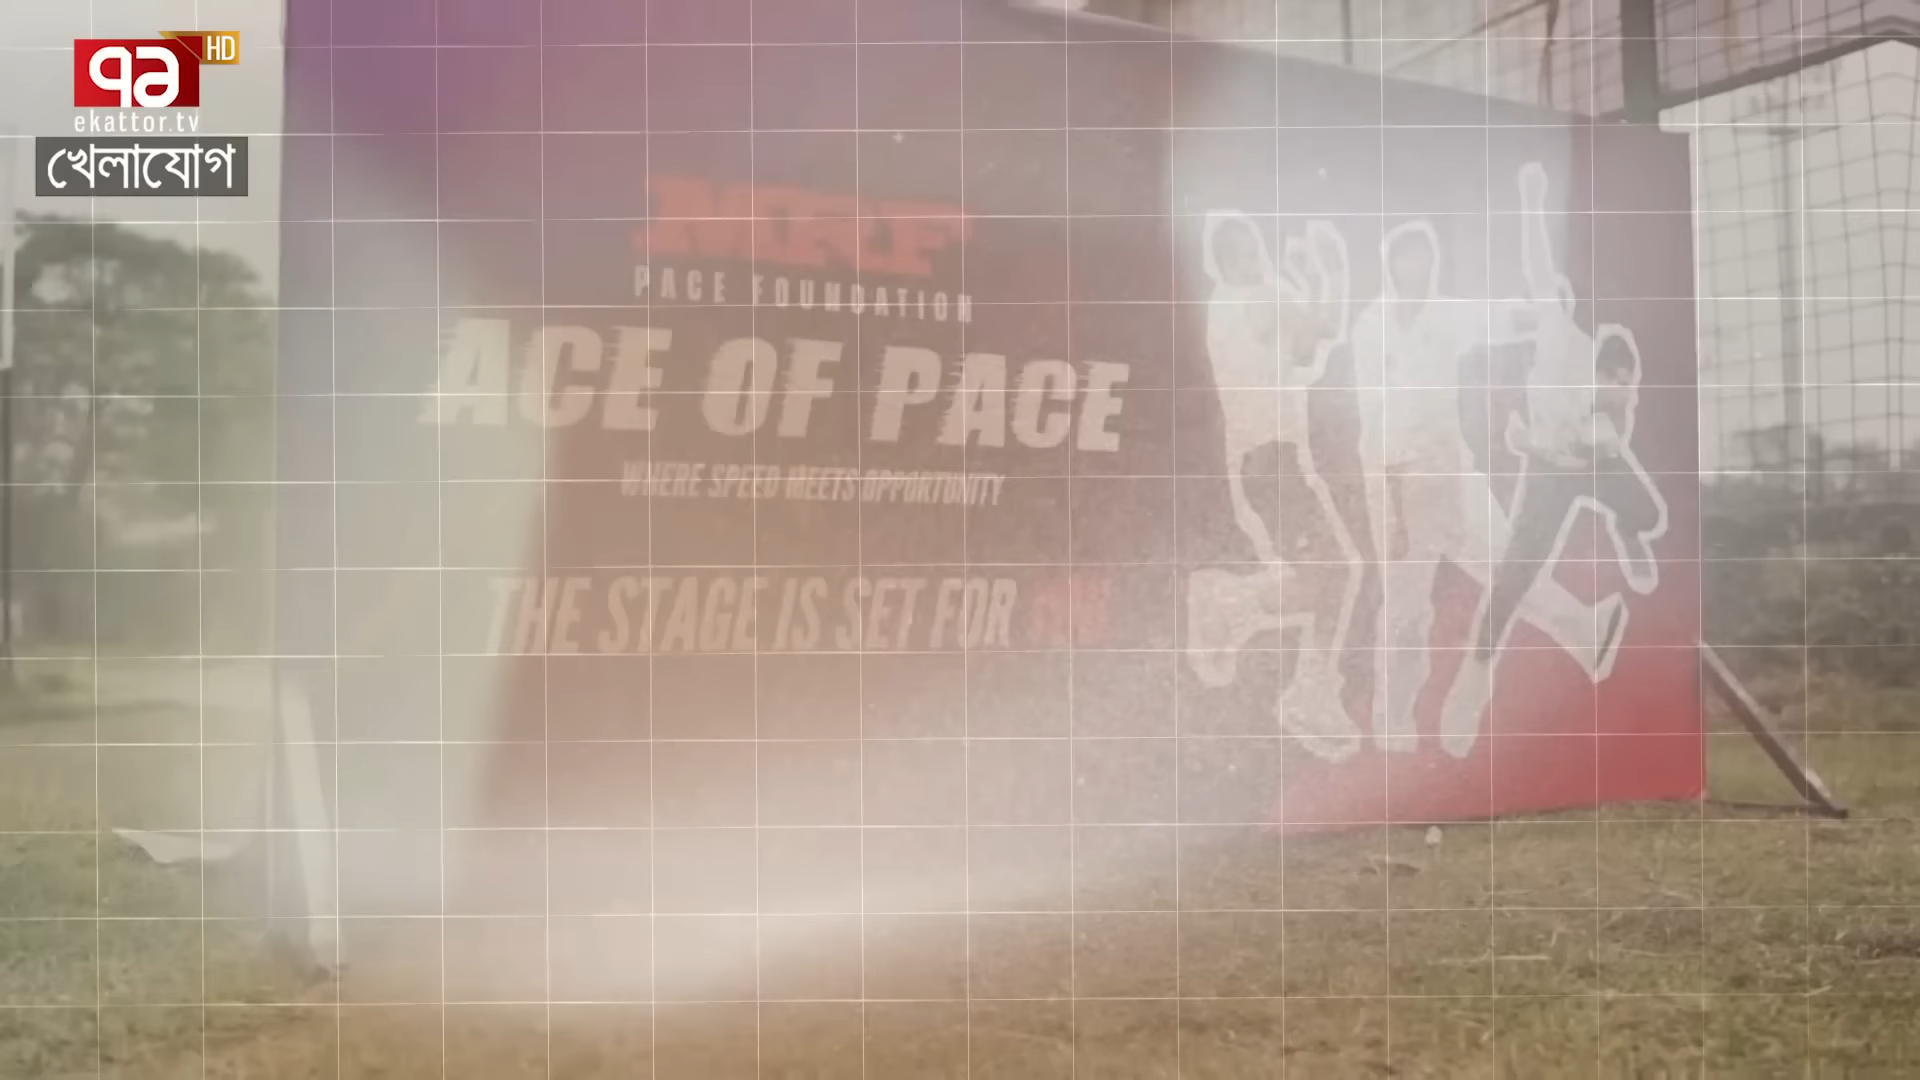 ৭১
HD
ekattor.tv
খেলাযোগ
MRF
PACE FOUNDATION
ACE OF PACE
WHERE SPEED MEETS OPPORTUNITY
THE STAGE IS SET FOR